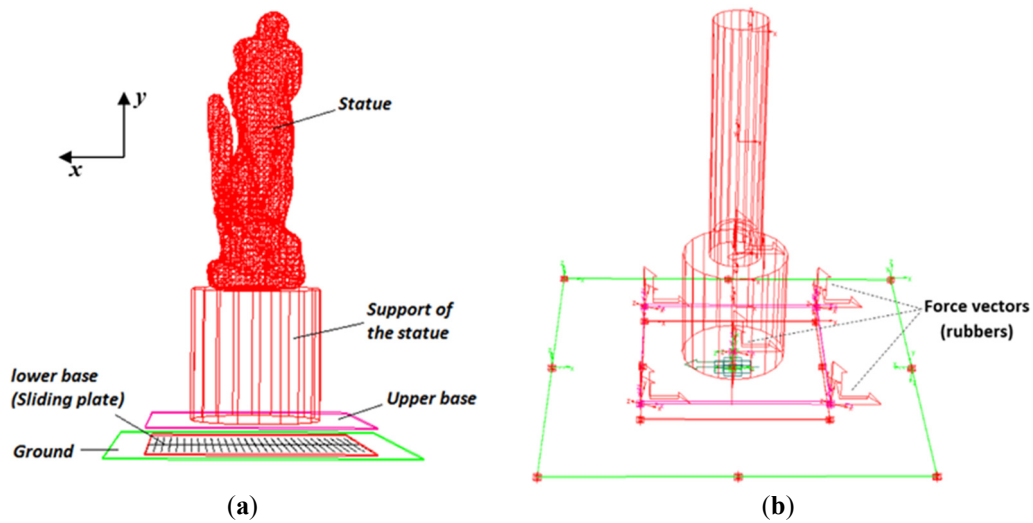 y
x
Statue
Support of
the statue
lower base
(Sliding plate)
Upper base
Ground
(a)
Force vectors
(rubbers)
(b)